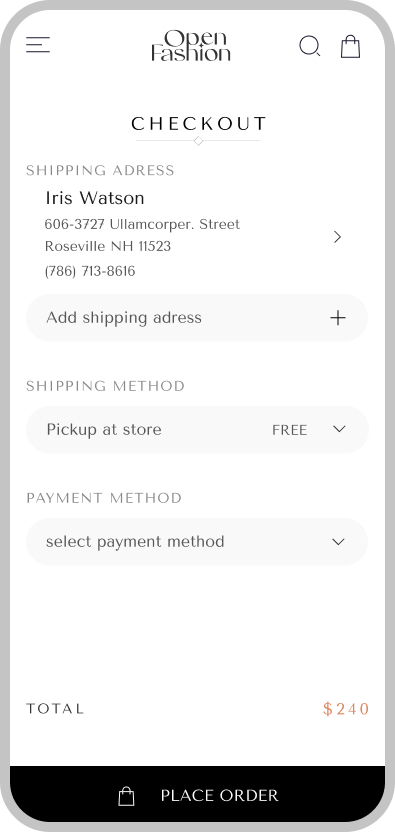 Open
Fashion
CHECKOUT
SHIPPING ADRESS
Iris Watson
606-3727 Ullamcorper. Street
Roseville NH 11523
(786) 713-8616
Add shipping adress
SHIPPING METHOD
Pickup at store FREE
PAYMENT METHOD
select payment method
TOTAL $240
PLACE ORDER